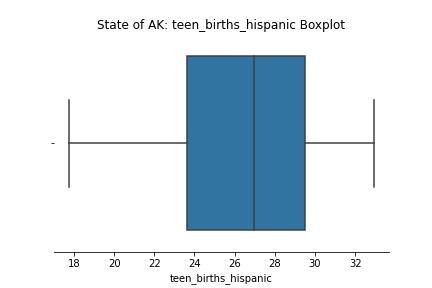 State of AK: teen_births_hispanic Boxplot
-
18 20 22 24 26 28 30 32
teen_births_hispanic